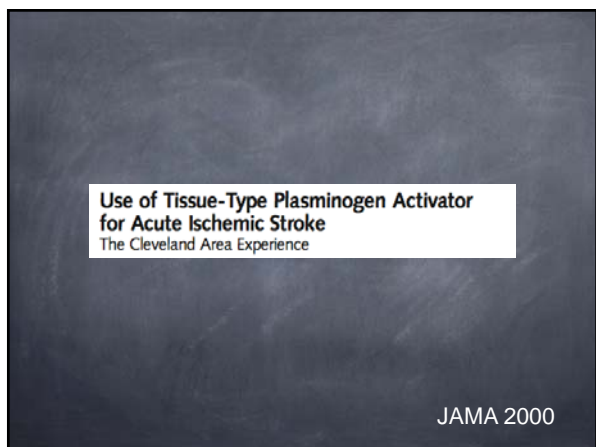 Use of Tissue-Type Plasminogen Activator
for Acute Ischemic Stroke
The Cleveland Area Experience
JAMA 2000